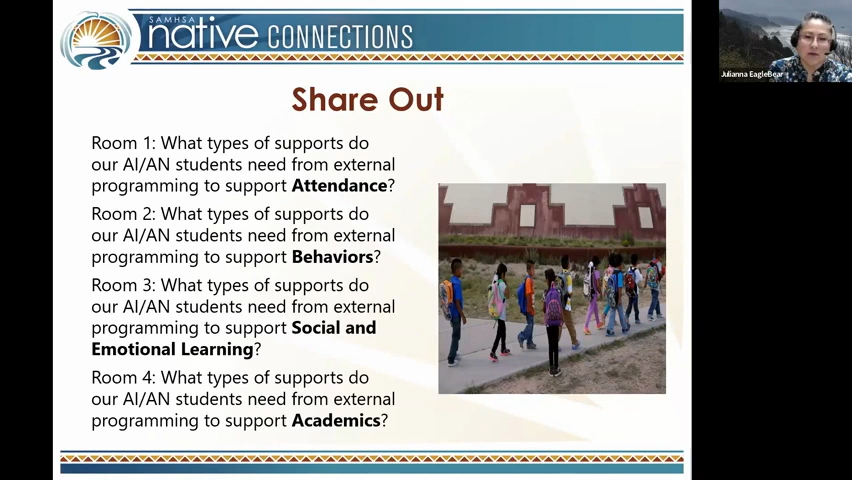 SAMHSA
native CONNECTIONS
Share Out
Room 1: What types of supports do
our AI/AN students need from external
programming to support Attendance?
Room 2: What types of supports do
our AI/AN students need from external
programming to support Behaviors?
Room 3: What types of supports do
our AI/AN students need from external
programming to support Social and
Emotional Learning?
Room 4: What types of supports do
our AI/AN students need from external
programming to support Academics?
Julianna EagleBear